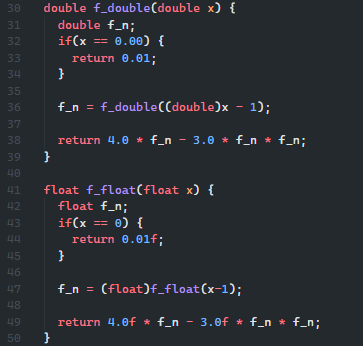 30 double f_double(double x) {
31   double f_n;
32   if(x == 0.00) {
33     return 0.01;
34   }
35
36   f_n = f_double((double)x - 1);
37
38   return 4.0 * f_n - 3.0 * f_n * f_n;
39 }
40
41 float f_float(float x) {
42   float f_n;
43   if(x == 0) {
44     return 0.01f;
45   }
46
47   f_n = (float)f_float(x-1);
48
49   return 4.0f * f_n - 3.0f * f_n * f_n;
50 }